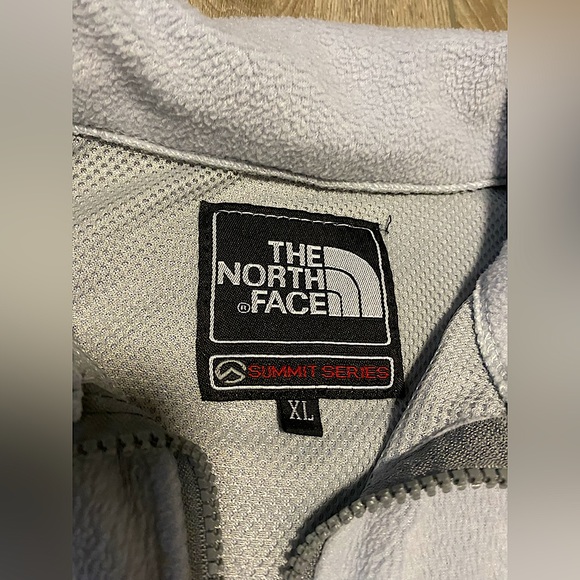 THE
NORTH
® FACE
SUMMIT SERIES
XL